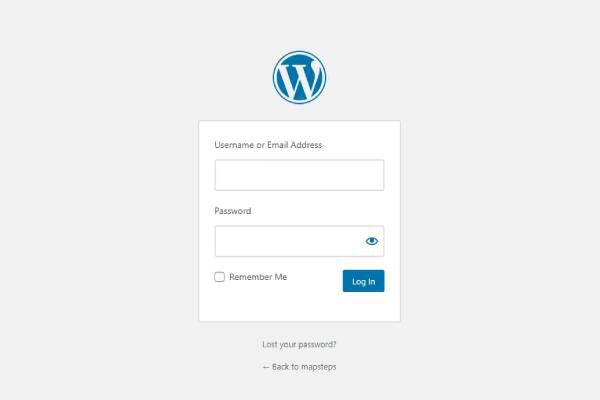 Username or Email Address
Password
Remember Me
Log In
Lost your password?
← Back to mapsteps